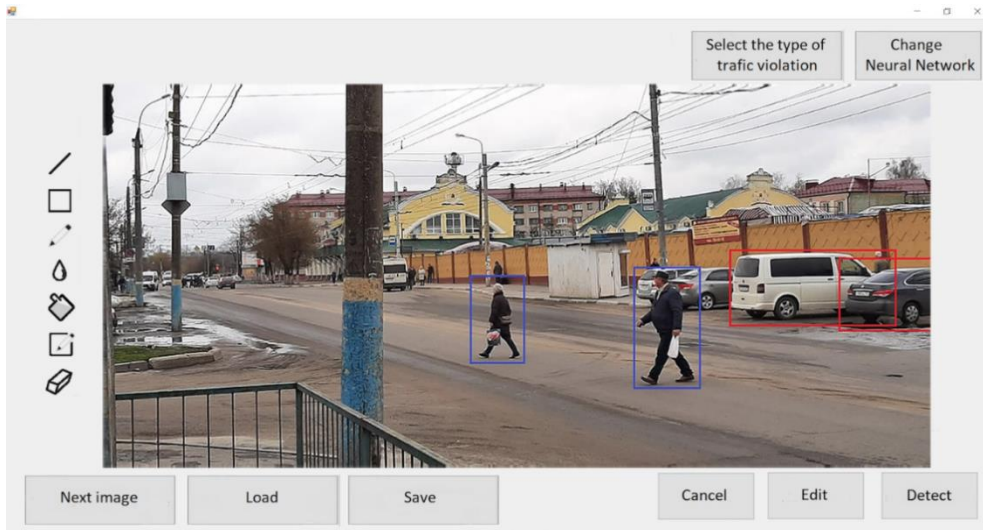 Select the type of
trafic violation
Change
Neural Network
Next image
Load
Save
Cancel
Edit
Detect